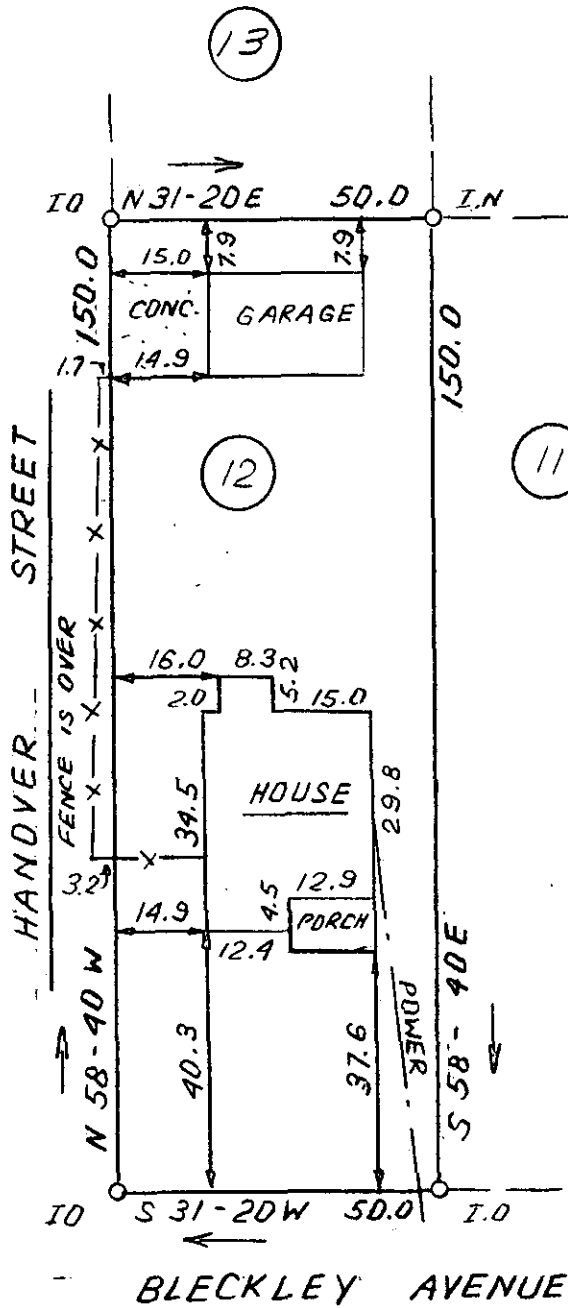 13
IO N 31-20 E 50.0 I.N
150.0
15.0
7.9
7.9
CONC.
GARAGE
1.7
14.9
150.0
12
11
HANOVER STREET
FENCE IS OVER
16.0
8.3
5.2
2.0
15.0
34.5
HOUSE
29.8
3.2
12.9
4.5
PORCH
14.9
12.4
40.3
37.6
POWER
N 58-40 W
S 58-40 E
IO S 31-20 W 50.0 I.O
BLECKLEY AVENUE